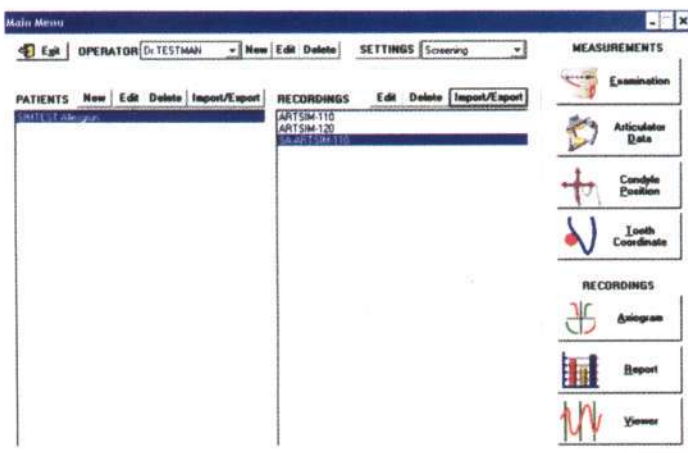 Main Menu
Exit OPERATOR Dr.TESTMAN New Edit Delete SETTINGS Screening
MEASUREMENTS
Examination
PATIENTS New Edit Delete Import/Export
SIMTEST
RECORDINGS Edit Delete Import/Export
ARTSIM-110
ARTSIM-120
SA-ARTSIM-110
Articulator
Data
Condyle
Position
Tooth
Coordinate
RECORDINGS
Axiogram
Report
Viewer